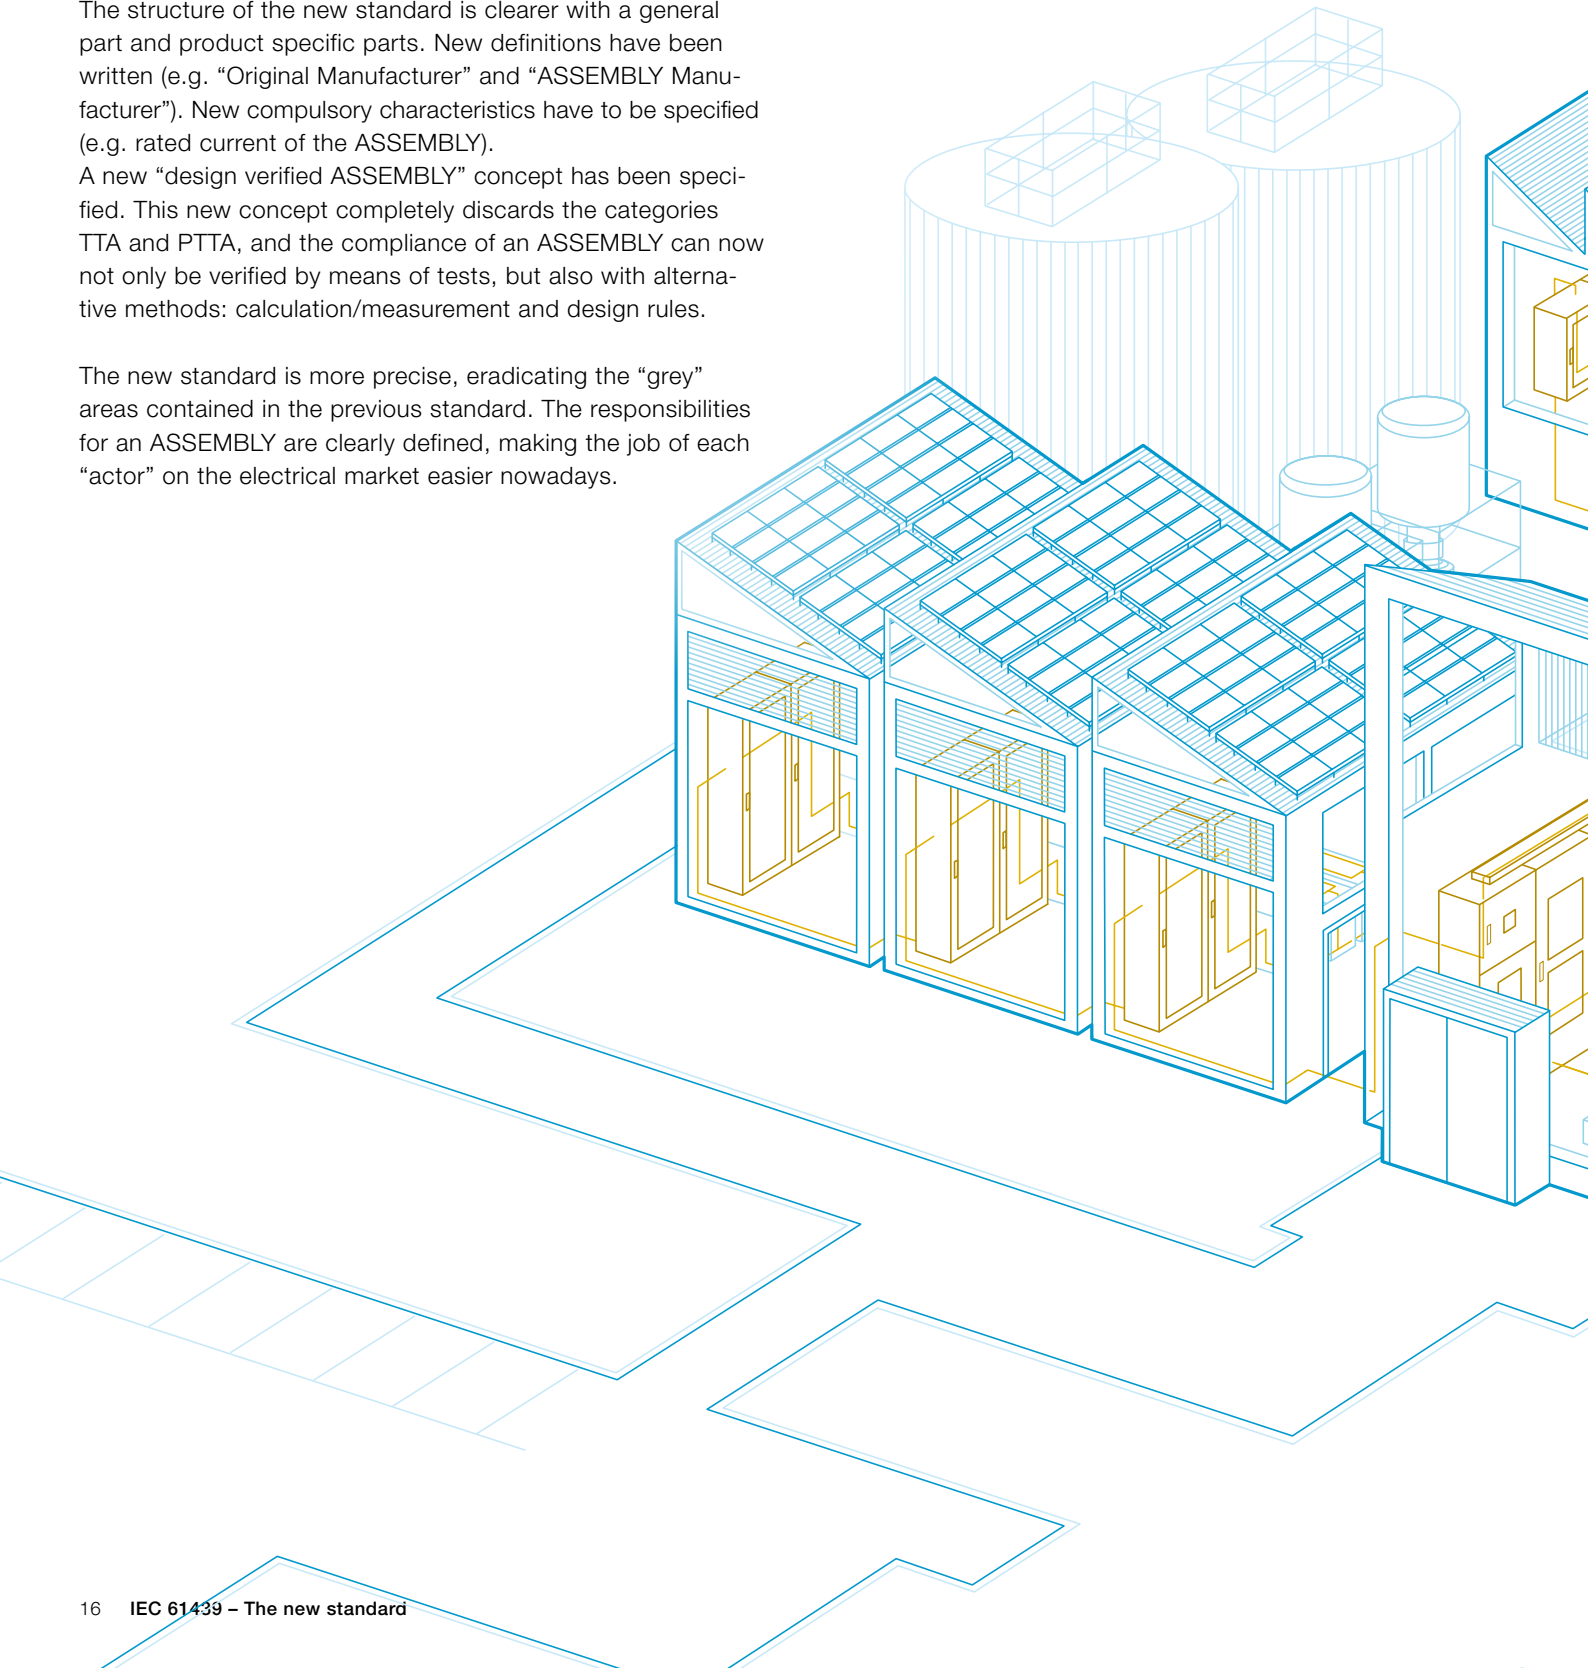 The structure of the new standard is clearer with a general
part and product specific parts. New definitions have been
written (e.g. “Original Manufacturer” and “ASSEMBLY Manu-
facturer”). New compulsory characteristics have to be specified
(e.g. rated current of the ASSEMBLY).
A new “design verified ASSEMBLY” concept has been speci-
fied. This new concept completely discards the categories
TTA and PTTA, and the compliance of an ASSEMBLY can now
not only be verified by means of tests, but also with alterna-
tive methods: calculation/measurement and design rules.
The new standard is more precise, eradicating the “grey”
areas contained in the previous standard. The responsibilities
for an ASSEMBLY are clearly defined, making the job of each
“actor” on the electrical market easier nowadays.
16 IEC 61439 – The new standard